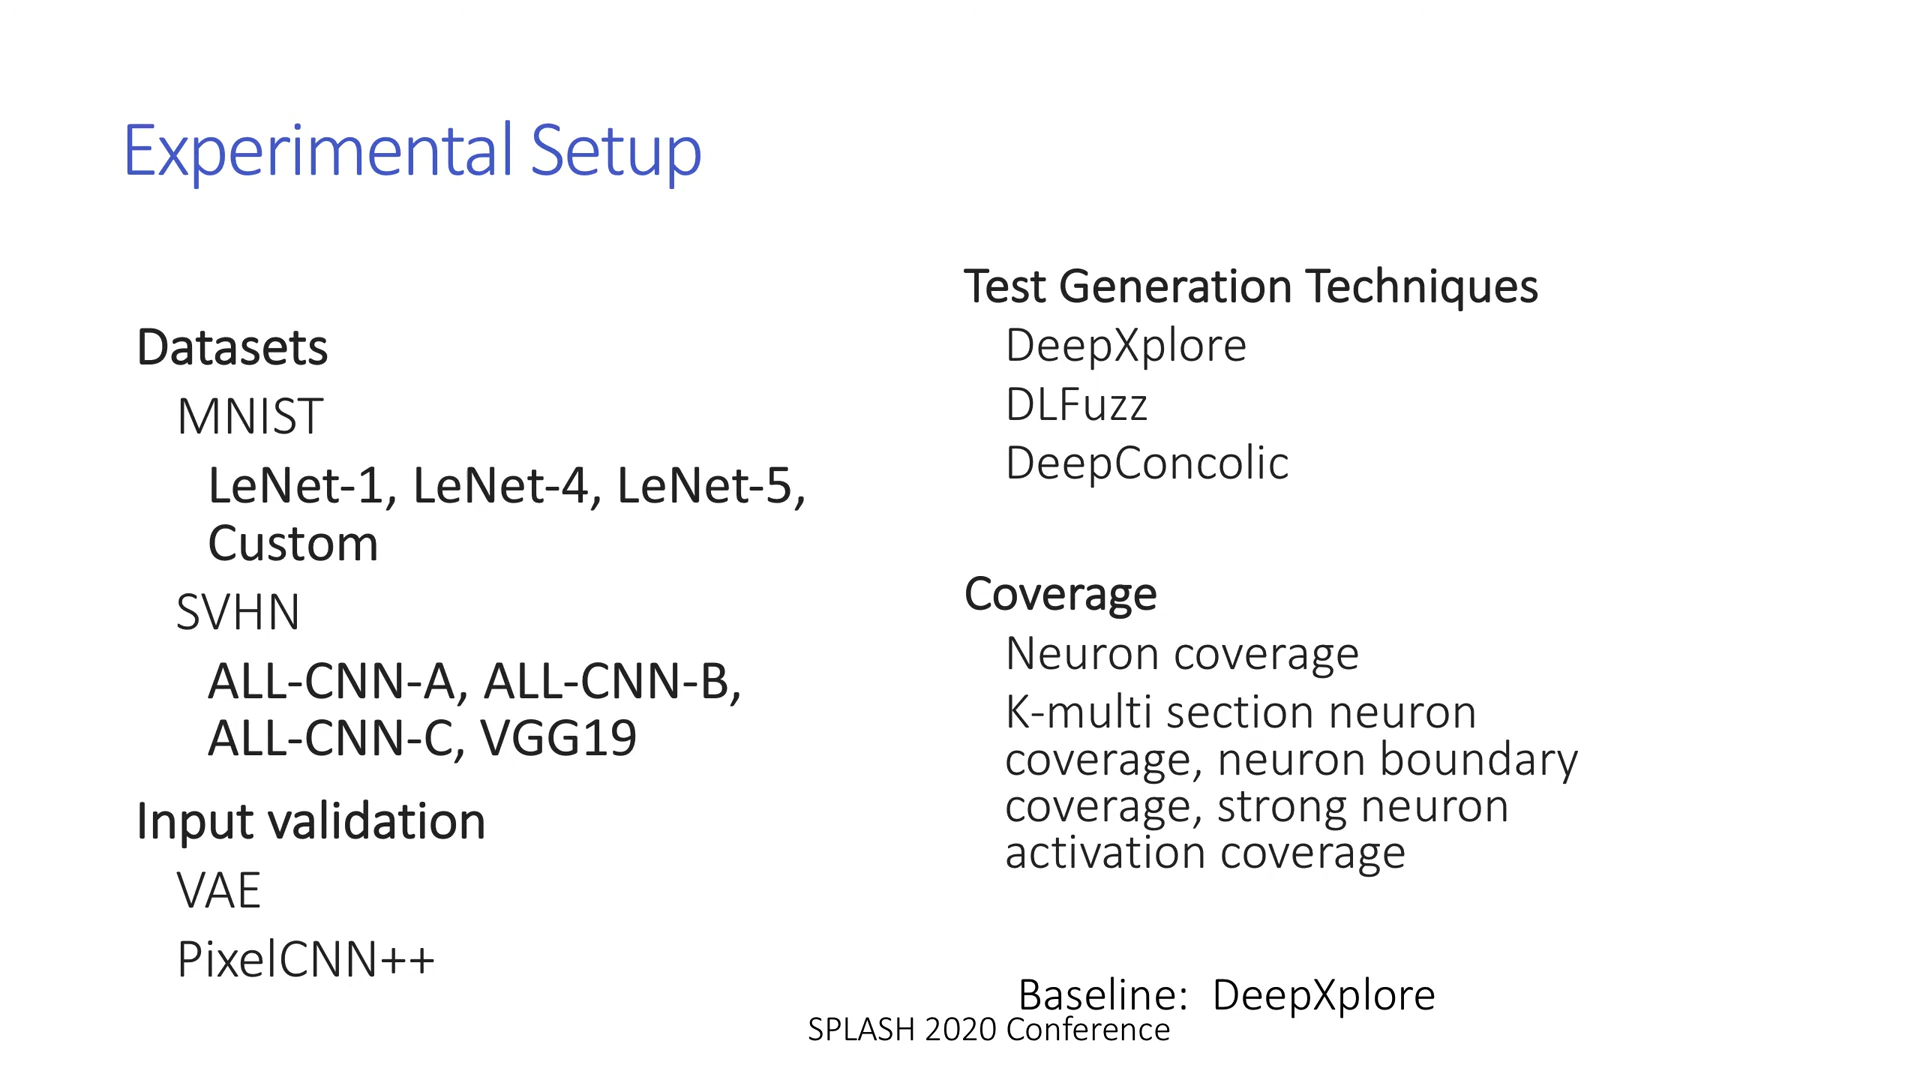 Experimental Setup
Datasets
MNIST
LeNet-1, LeNet-4, LeNet-5,
Custom
SVHN
ALL-CNN-A, ALL-CNN-B,
ALL-CNN-C, VGG19
Input validation
VAE
PixelCNN++
Test Generation Techniques
DeepXplore
DLFuzz
DeepConcolic
Coverage
Neuron coverage
K-multi section neuron
coverage, neuron boundary
coverage, strong neuron
activation coverage
Baseline: DeepXplore
SPLASH 2020 Conference